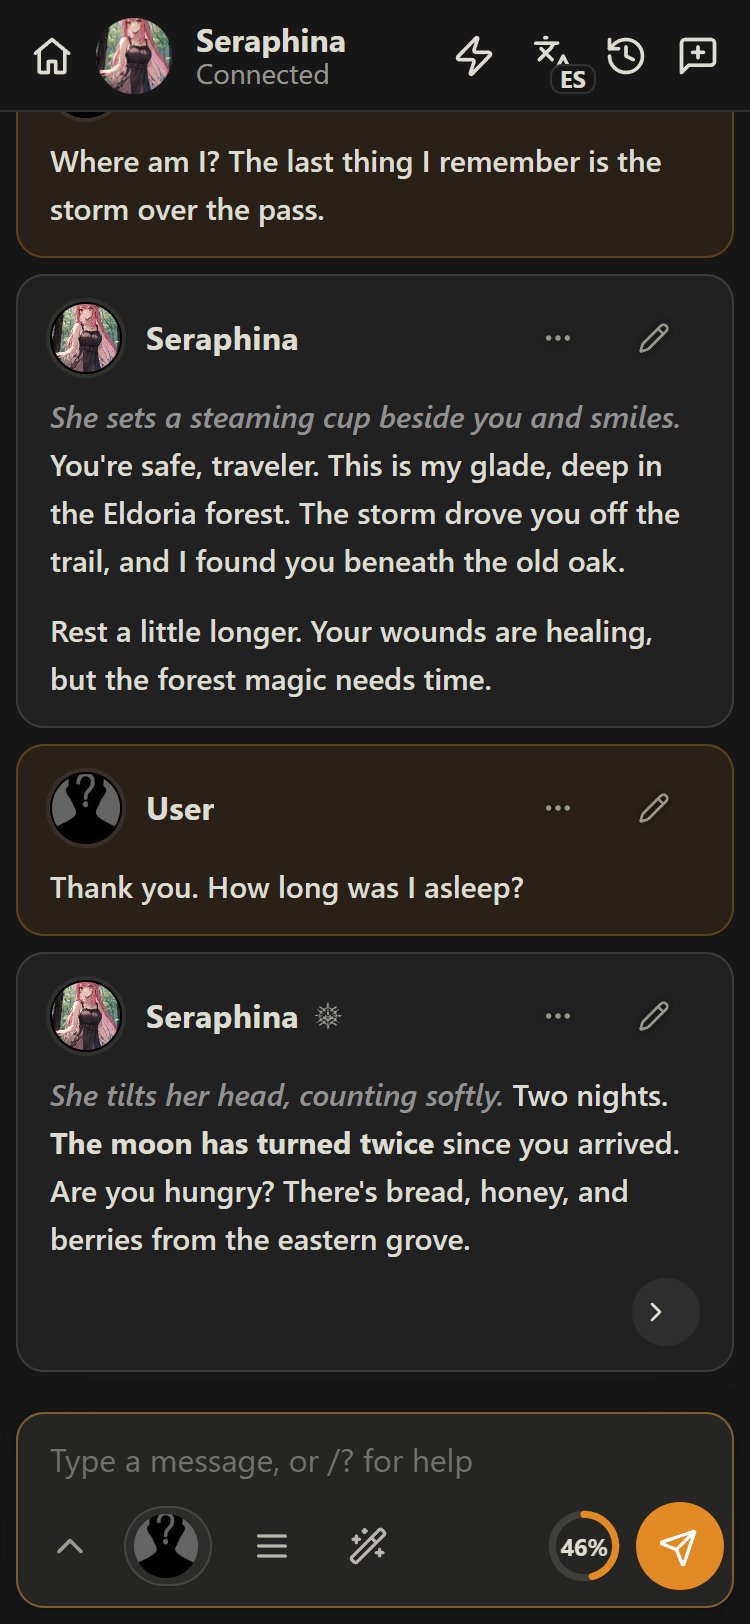 Seraphina
Connected
ES
Where am I? The last thing I remember is the
storm over the pass.
Seraphina
She sets a steaming cup beside you and smiles.
You're safe, traveler. This is my glade, deep in
the Eldoria forest. The storm drove you off the
trail, and I found you beneath the old oak.
Rest a little longer. Your wounds are healing,
but the forest magic needs time.
User
Thank you. How long was I asleep?
Seraphina
She tilts her head, counting softly. Two nights.
The moon has turned twice since you arrived.
Are you hungry? There's bread, honey, and
berries from the eastern grove.
Type a message, or /? for help
46%